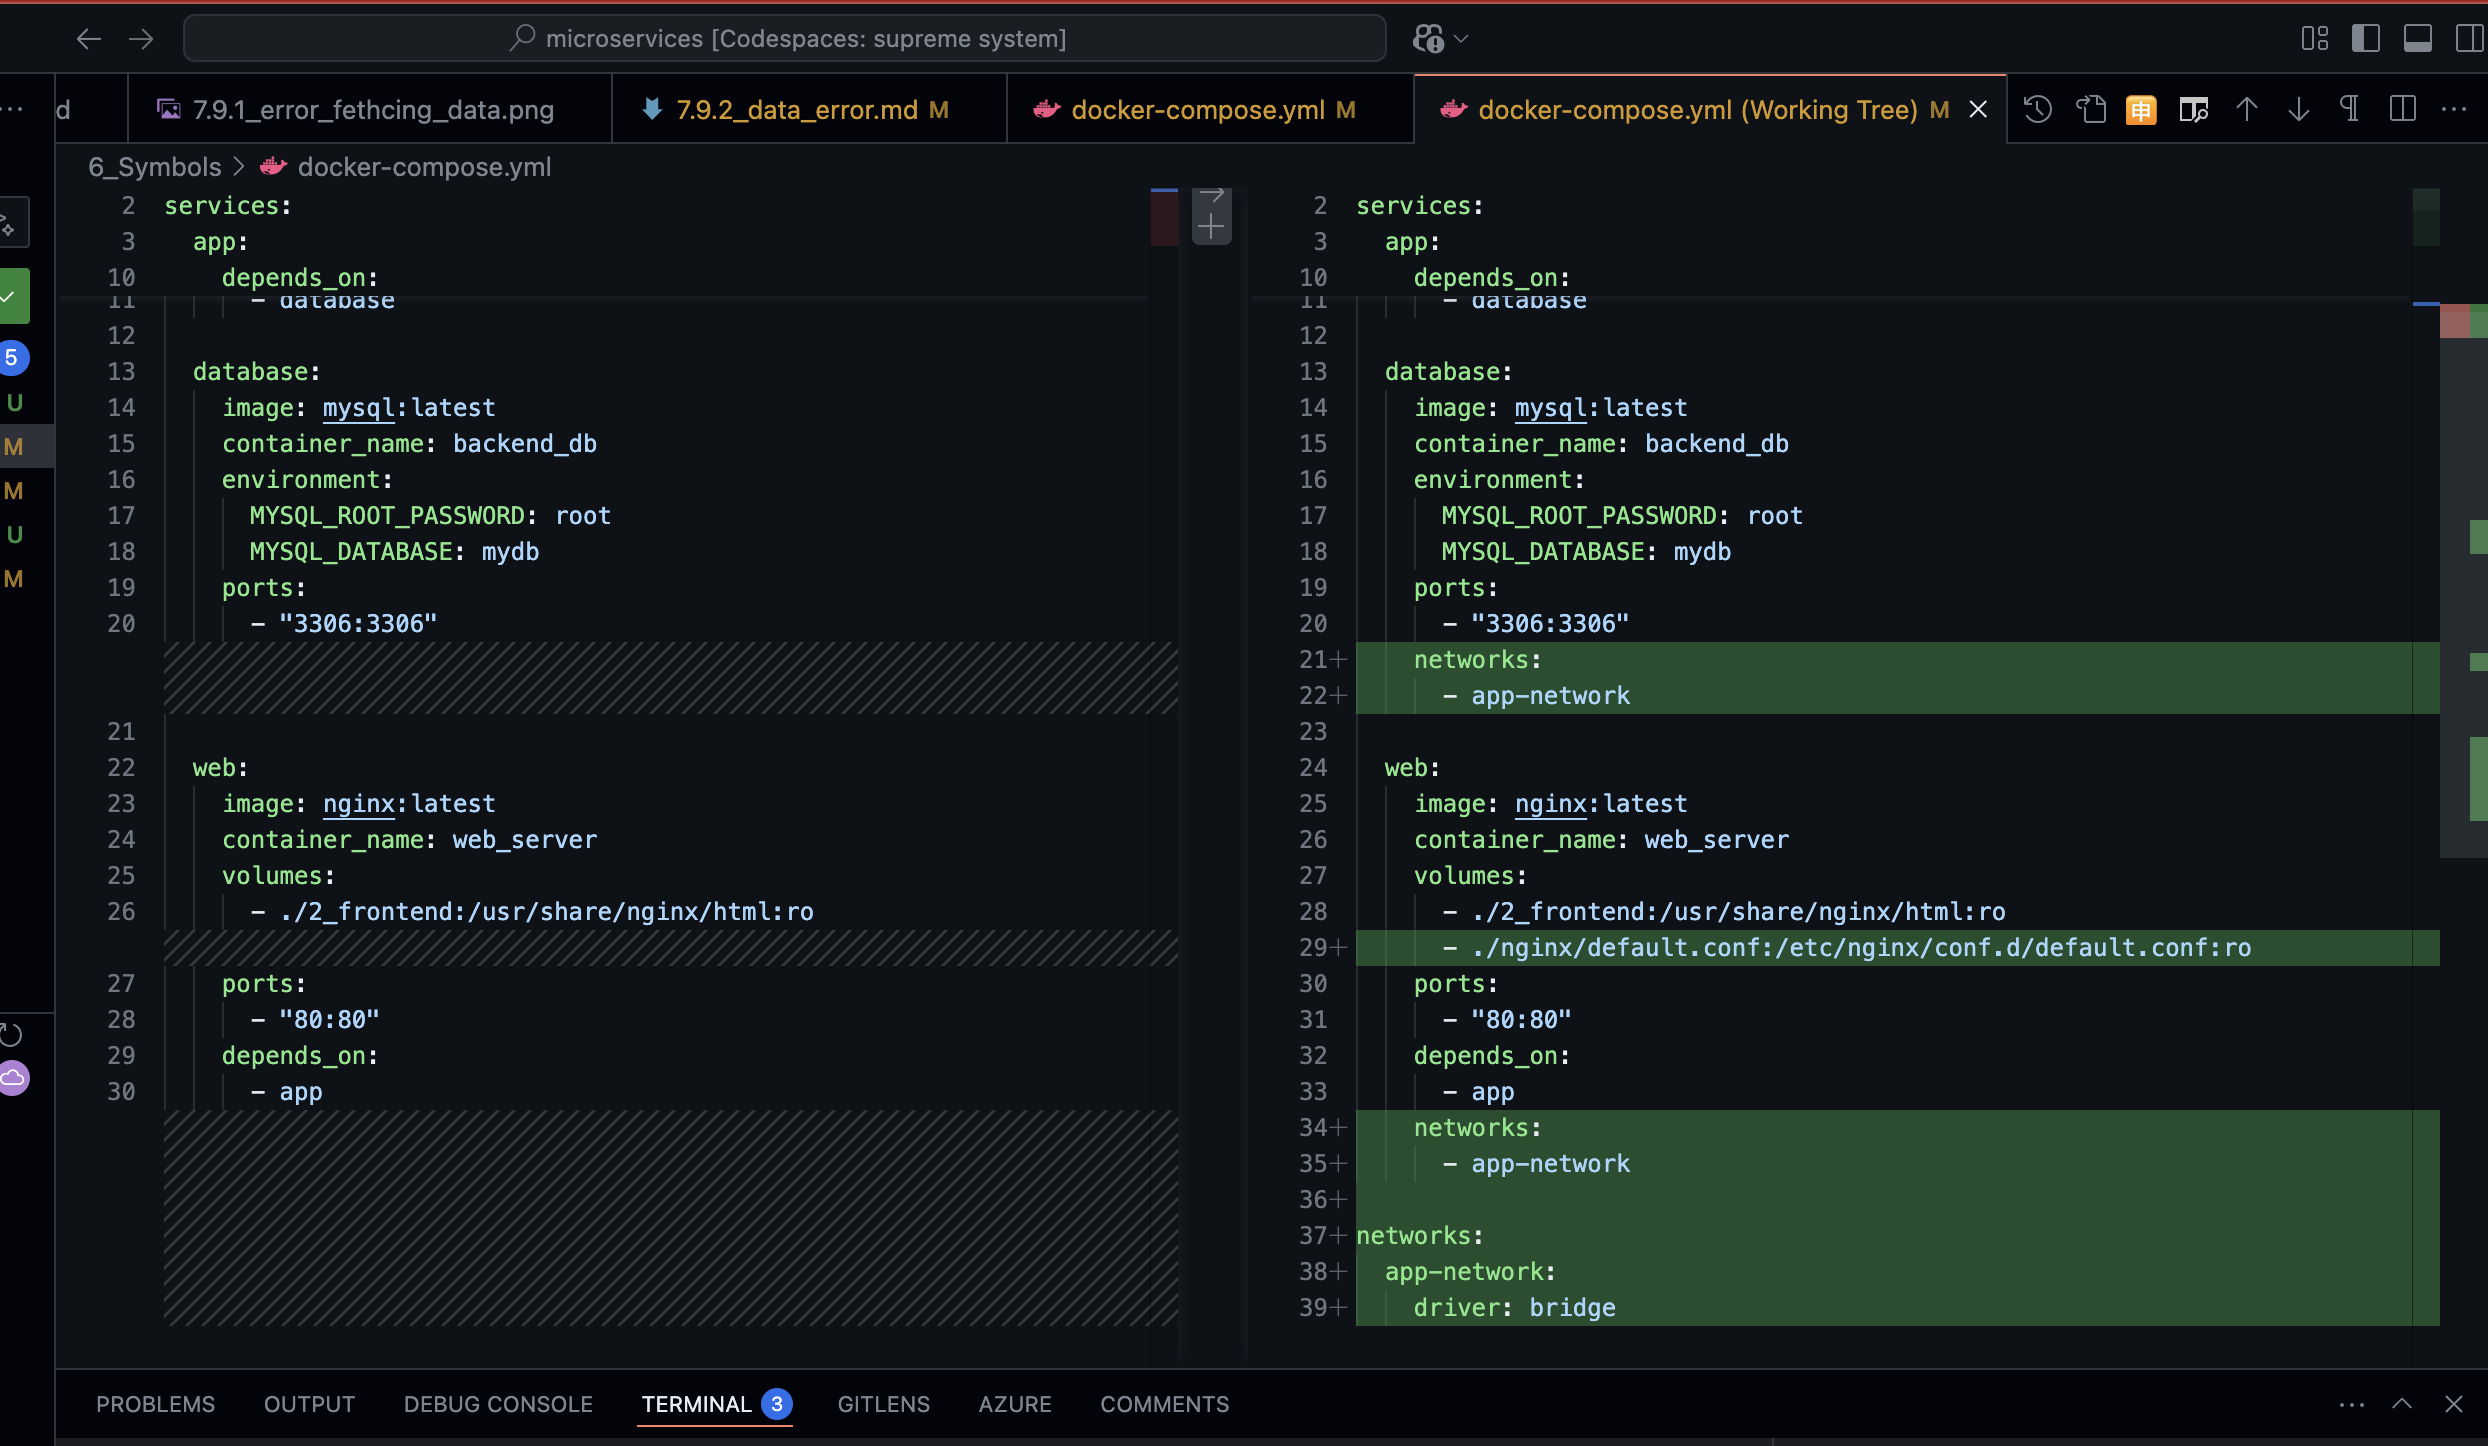 microservices [Codespaces: supreme system]
d
7.9.1_error_fethcing_data.png
7.9.2_data_error.md M
docker-compose.yml M
docker-compose.yml (Working Tree) M
申
6_Symbols > docker-compose.yml
5
U
M
M
U
M
2 services:
3 app:
10 depends_on:
11 - database
12
13 database:
14 image: mysql:latest
15 container_name: backend_db
16 environment:
17 MYSQL_ROOT_PASSWORD: root
18 MYSQL_DATABASE: mydb
19 ports:
20 - "3306:3306"
21
22 web:
23 image: nginx:latest
24 container_name: web_server
25 volumes:
26 - ./2_frontend:/usr/share/nginx/html:ro
27 ports:
28 - "80:80"
29 depends_on:
30 - app
2 services:
3 app:
10 depends_on:
11 - database
12
13 database:
14 image: mysql:latest
15 container_name: backend_db
16 environment:
17 MYSQL_ROOT_PASSWORD: root
18 MYSQL_DATABASE: mydb
19 ports:
20 - "3306:3306"
21+ networks:
22+ - app-network
23
24 web:
25 image: nginx:latest
26 container_name: web_server
27 volumes:
28 - ./2_frontend:/usr/share/nginx/html:ro
29+ - ./nginx/default.conf:/etc/nginx/conf.d/default.conf:ro
30 ports:
31 - "80:80"
32 depends_on:
33 - app
34+ networks:
35+ - app-network
36+
37+ networks:
38+ app-network:
39+ driver: bridge
PROBLEMS OUTPUT DEBUG CONSOLE TERMINAL 3 GITLENS AZURE COMMENTS